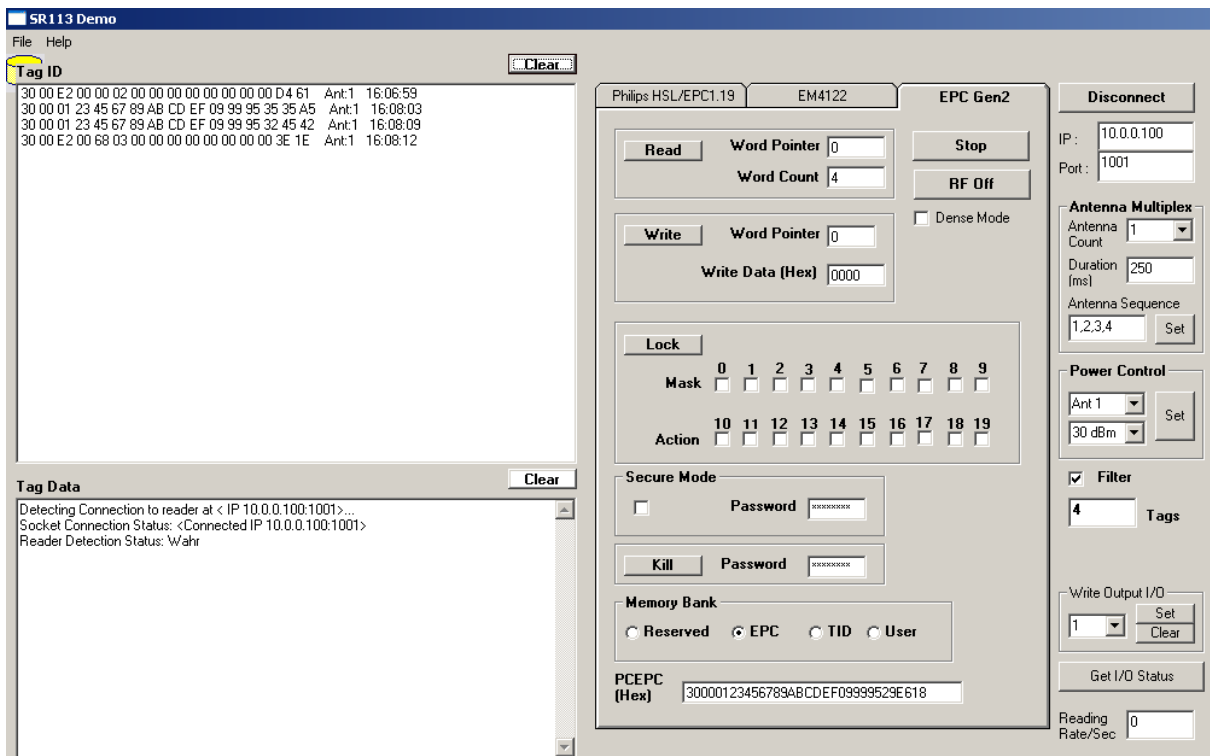 SR113 Demo
File Help
Tag ID
Clear
30 00 E2 00 00 02 00 00 00 00 00 00 00 00 D4 61 Ant:1 16:06:59
30 00 01 23 45 67 89 AB CD EF 09 99 95 35 35 A5 Ant:1 16:08:03
30 00 01 23 45 67 89 AB CD EF 09 99 95 32 45 42 Ant:1 16:08:09
30 00 E2 00 68 03 00 00 00 00 00 00 00 00 3E 1E Ant:1 16:08:12
Tag Data
Clear
Detecting Connection to reader at < IP 10.0.0.100:1001>...
Socket Connection Status: <Connected IP 10.0.0.100:1001>
Reader Detection Status: Wahr
Philips HSL/EPC1.19 EM4122 EPC Gen2
Read Word Pointer 0
Word Count 4
Stop
RF Off
Dense Mode
Write Word Pointer 0
Write Data (Hex) 0000
Lock
0 1 2 3 4 5 6 7 8 9
Mask
10 11 12 13 14 15 16 17 18 19
Action
Secure Mode
Password xxxxxxxx
Kill Password xxxxxxxx
Memory Bank
Reserved EPC TID User
PCEPC
(Hex) 30000123456789ABCDEF09999529E618
Disconnect
IP : 10.0.0.100
Port : 1001
Antenna Multiplex
Antenna 1
Count
Duration 250
(ms)
Antenna Sequence
1,2,3,4 Set
Power Control
Ant 1
Set
30 dBm
Filter
4 Tags
Write Output I/O
Set
1
Clear
Get I/O Status
Reading 0
Rate/Sec